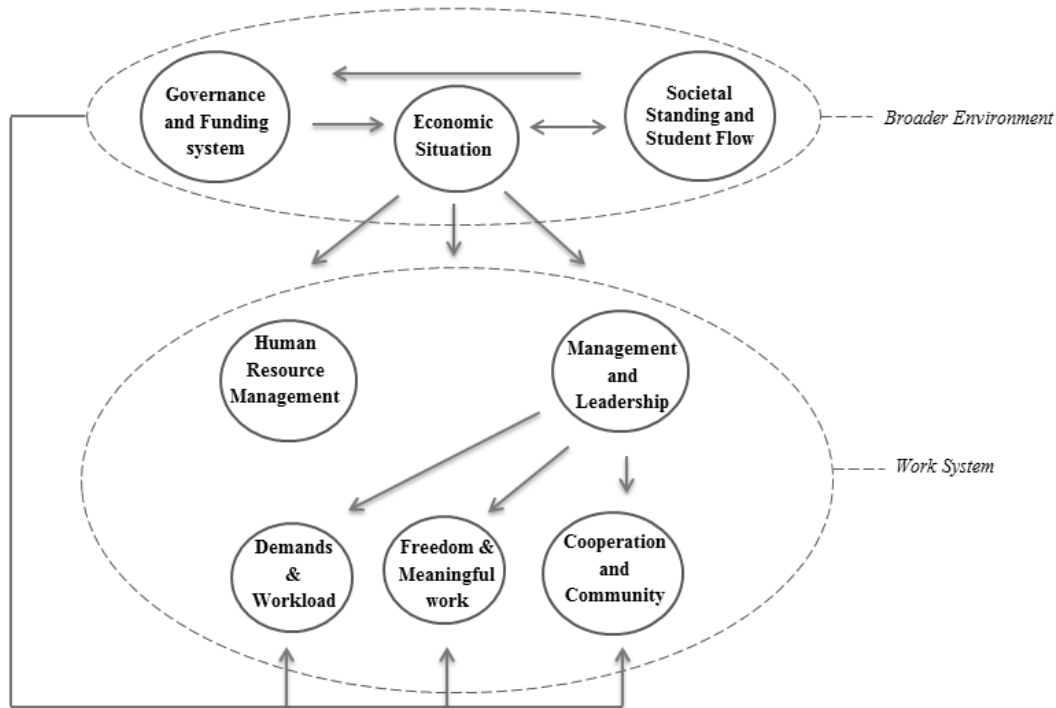 Governance
and Funding
system
Economic
Situation
Societal
Standing and
Student Flow
Broader Environment
Human
Resource
Management
Management
and
Leadership
Work System
Demands
&
Workload
Freedom &
Meaningful
work
Cooperation
and
Community